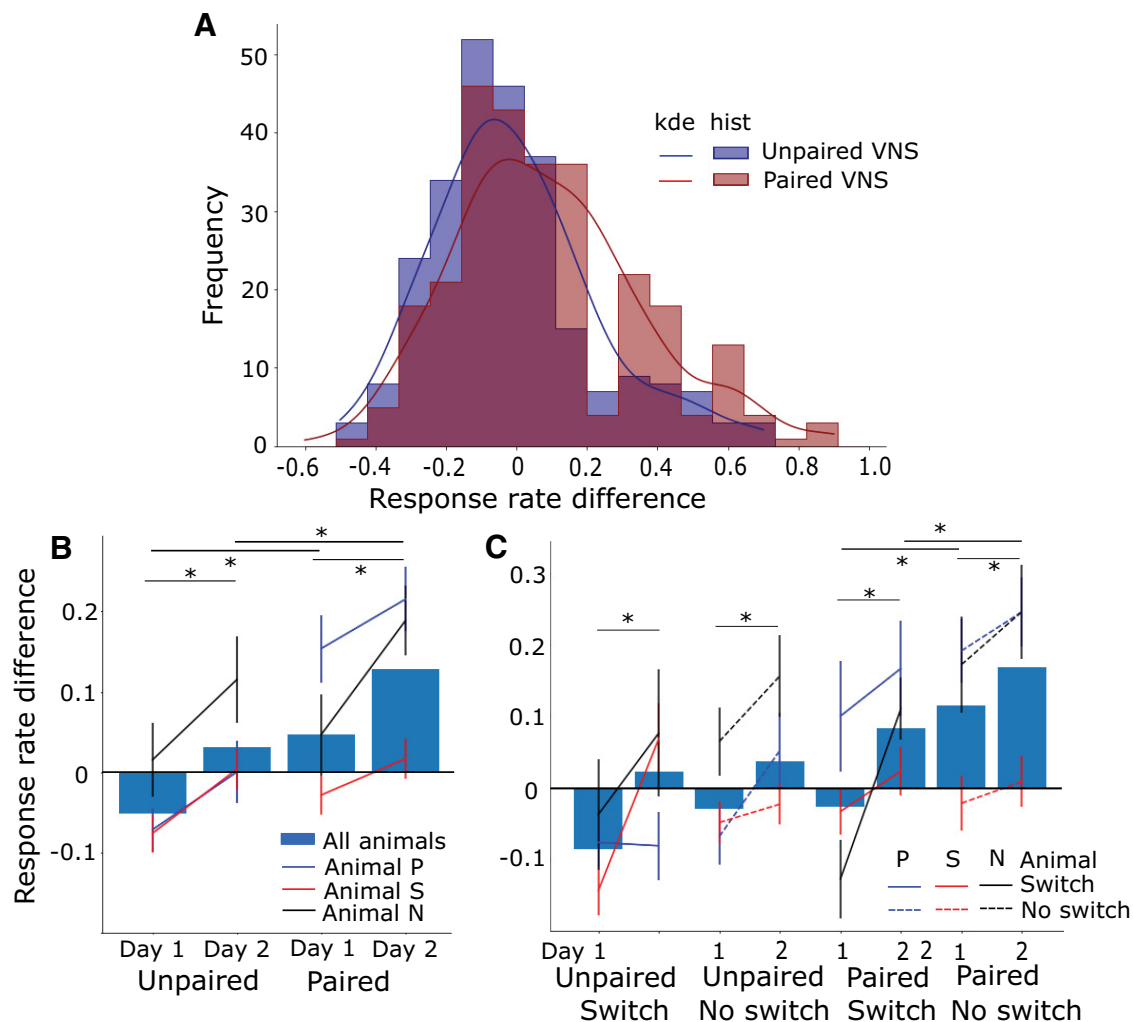 A
50
40
30
20
10
0
Frequency
kde hist
Unpaired VNS
Paired VNS
-0.6 -0.4 -0.2 0 0.2 0.4 0.6 0.8 1.0
Response rate difference
B
* * * *
0.2
0.1
0
-0.1
Response rate difference
All animals
Animal P
Animal S
Animal N
Day 1 Day 2 Day 1 Day 2
Unpaired Paired
C
* * * * * *
0.3
0.2
0.1
0
-0.1
P S N Animal
Switch
No switch
Day 1 1 2 1 2 2 1 2
Unpaired Unpaired Paired Paired
Switch No switch Switch No switch